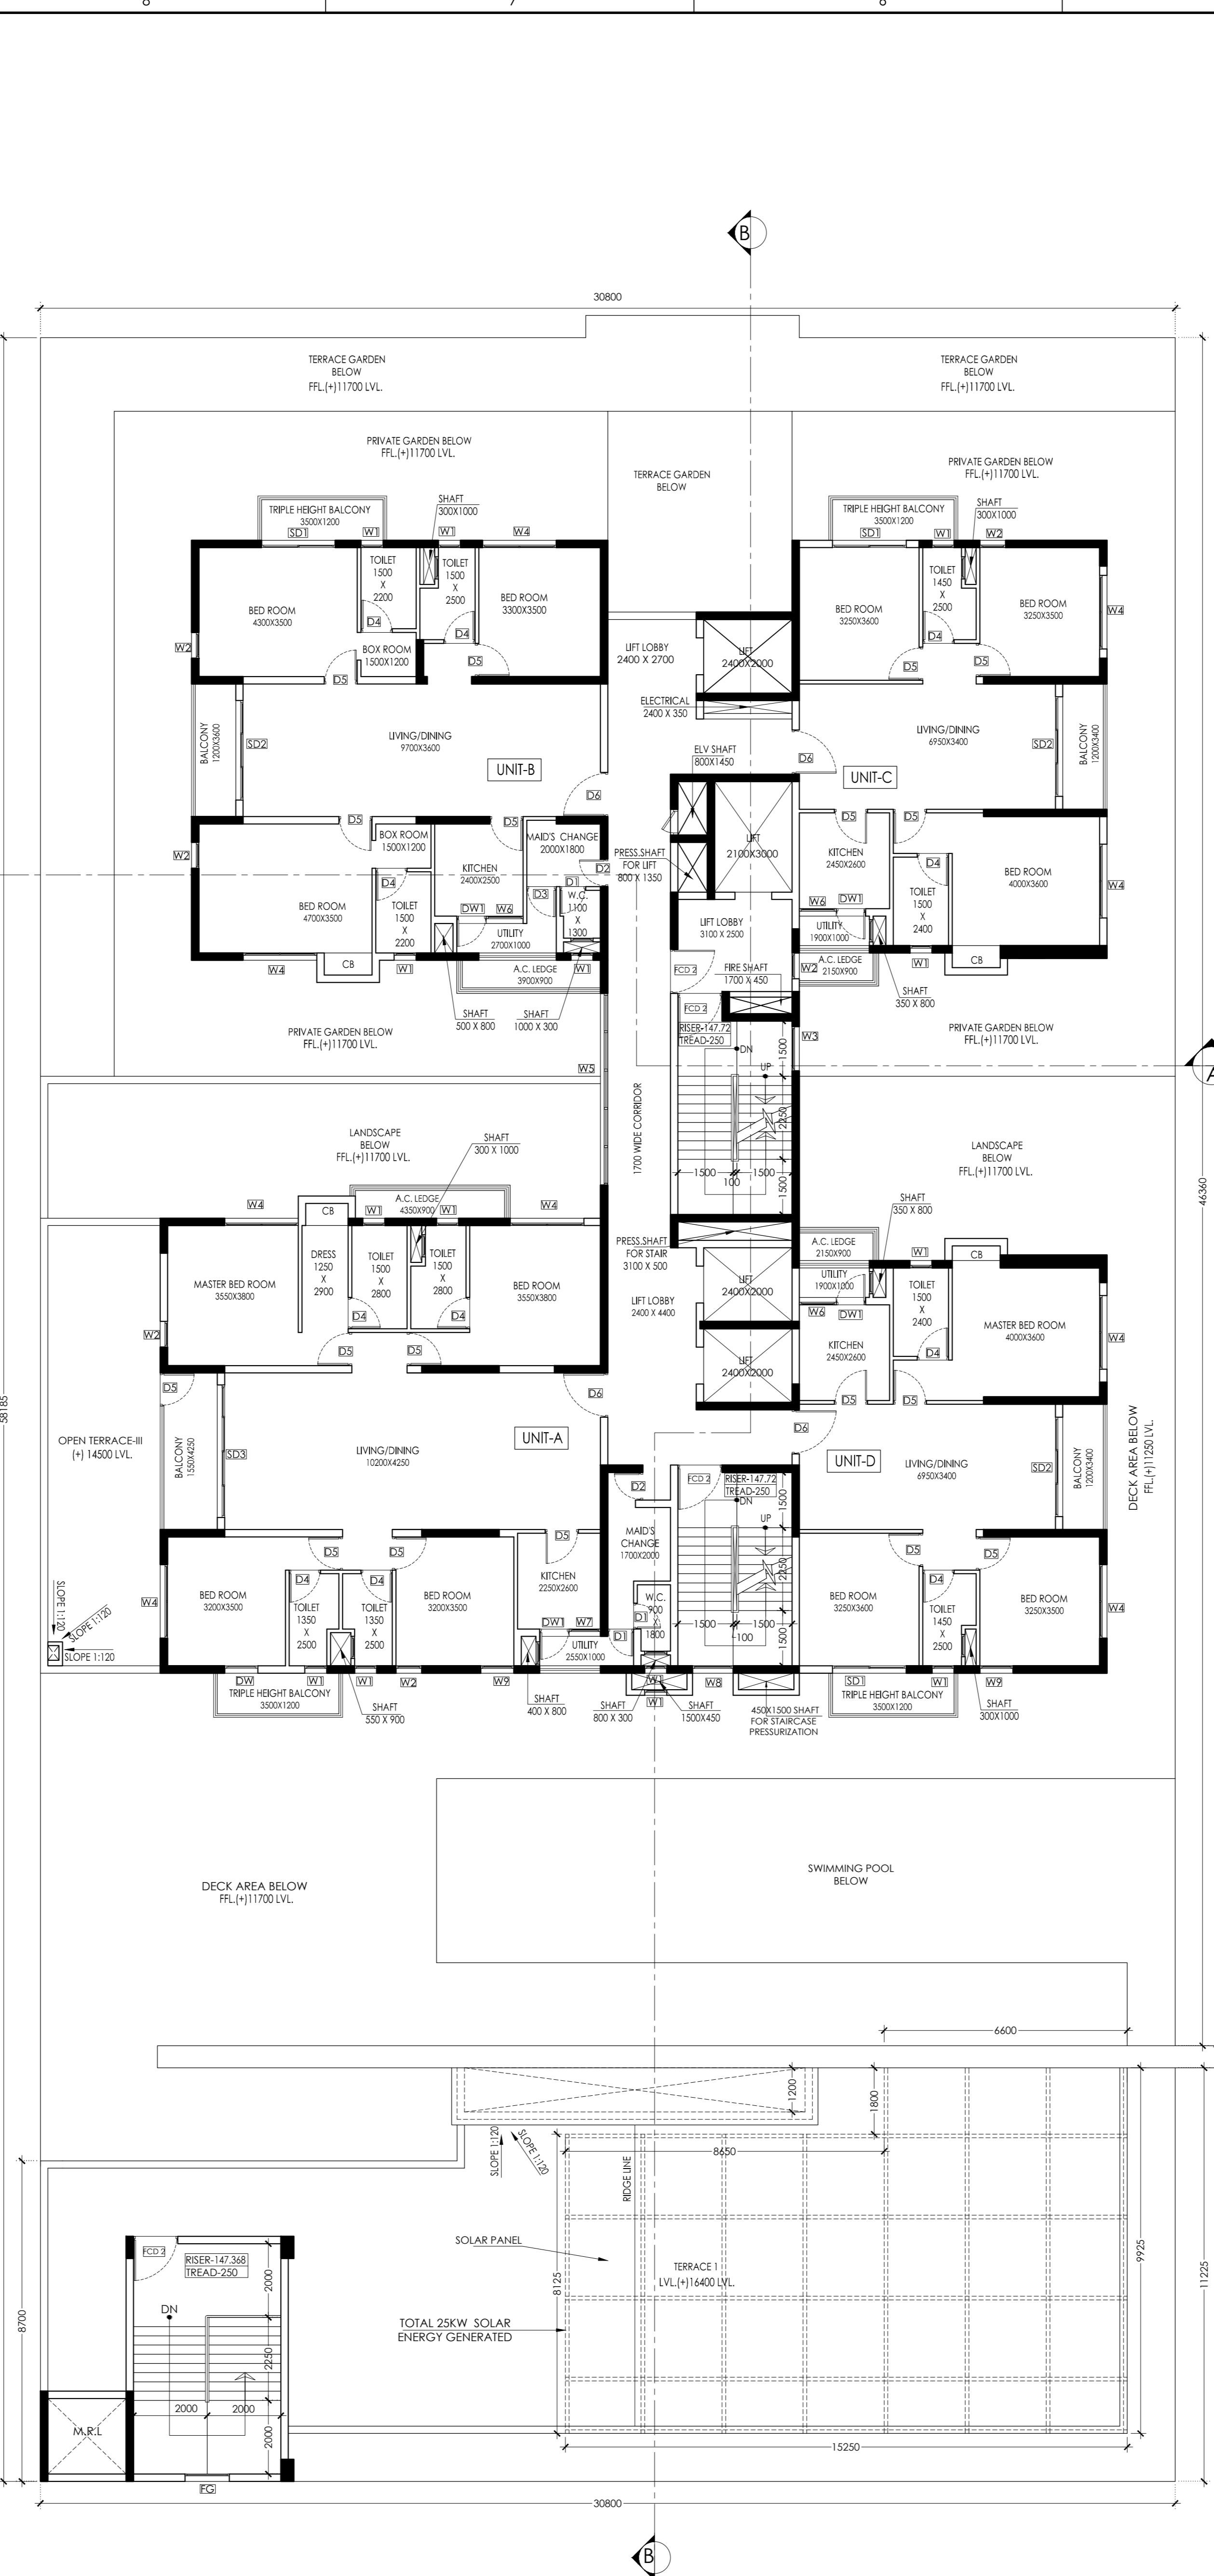 7
B
30800
TERRACE GARDEN
BELOW
FFL.(+)11700 LVL.
TERRACE GARDEN
BELOW
FFL.(+)11700 LVL.
PRIVATE GARDEN BELOW
FFL.(+)11700 LVL.
TERRACE GARDEN
BELOW
PRIVATE GARDEN BELOW
FFL.(+)11700 LVL.
SHAFT
300X1000
TRIPLE HEIGHT BALCONY
3500X1200
SD1
W1
W1
W4
TRIPLE HEIGHT BALCONY
3500X1200
SD1
W1
SHAFT
300X1000
W2
TOILET
1500
X
2200
TOILET
1500
X
2500
BED ROOM
4300X3500
BED ROOM
3300X3500
D4
D4
BOX ROOM
1500X1200
D5
D5
W2
LIFT LOBBY
2400 X 2700
LIFT
2400X2000
ELECTRICAL
2400 X 350
BED ROOM
3250X3600
TOILET
1450
X
2500
BED ROOM
3250X3500
W4
D4
D5
D5
BALCONY
1200X3600
SD2
LIVING/DINING
9700X3600
UNIT-B
D6
ELV SHAFT
800X1450
LIVING/DINING
6950X3400
SD2
BALCONY
1200X3400
D6
UNIT-C
D5
BOX ROOM
1500X1200
D5
MAID'S CHANGE
2000X1800
D2
W2
KITCHEN
2400X2500
D4
D1
D3
BED ROOM
4700X3500
TOILET
1500
X
2200
DW1
W6
W.C.
1100
X
1300
UTILITY
2700X1000
W4
CB
W1
A.C. LEDGE
3900X900
W1
SHAFT
500 X 800
SHAFT
1000 X 300
PRESS.SHAFT
FOR LIFT
800 X 1350
LIFT
2100X3000
LIFT LOBBY
3100 X 2500
FCD 2
FIRE SHAFT
1700 X 450
FCD 2
D5
D5
KITCHEN
2450X2600
D4
BED ROOM
4000X3600
W4
W6
DW1
TOILET
1500
X
2400
UTILITY
1900X1000
W2
A.C. LEDGE
2150X900
W1
CB
SHAFT
350 X 800
PRIVATE GARDEN BELOW
FFL.(+)11700 LVL.
RISER-147.72
TREAD-250
DN
UP
1500
W3
PRIVATE GARDEN BELOW
FFL.(+)11700 LVL.
A
W5
1700 WIDE CORRIDOR
2250
1500
1500
100
1500
LANDSCAPE
BELOW
FFL.(+)11700 LVL.
SHAFT
300 X 1000
LANDSCAPE
BELOW
FFL.(+)11700 LVL.
46360
W4
CB
A.C. LEDGE
4350X900
W1
W1
W4
SHAFT
350 X 800
PRESS.SHAFT
FOR STAIR
3100 X 500
A.C. LEDGE
2150X900
W1
CB
MASTER BED ROOM
3550X3800
DRESS
1250
X
2900
TOILET
1500
X
2800
TOILET
1500
X
2800
BED ROOM
3550X3800
LIFT
2400X2000
LIFT LOBBY
2400 X 4400
UTILITY
1900X1000
W6
DW1
TOILET
1500
X
2400
MASTER BED ROOM
4000X3600
W4
W2
D4
D4
D5
D5
KITCHEN
2450X2600
D4
LIFT
2400X2000
D5
D6
D5
D5
58185
OPEN TERRACE-III
(+) 14500 LVL.
BALCONY
1550X4250
SD3
LIVING/DINING
10200X4250
UNIT-A
D6
UNIT-D
LIVING/DINING
6950X3400
SD2
BALCONY
1200X3400
DECK AREA BELOW
FFL.(+)11250 LVL.
D2
FCD 2
RISER-147.72
TREAD-250
DN
UP
1500
MAID'S
CHANGE
1700X2000
D5
D5
D5
KITCHEN
2250X2600
D5
D5
2250
SLOPE 1:120
SLOPE 1:120
SLOPE 1:120
W4
BED ROOM
3200X3500
D4
D4
TOILET
1350
X
2500
TOILET
1350
X
2500
BED ROOM
3200X3500
DW1
W7
UTILITY
2550X1000
W.C.
900
X
1800
D1
D1
1500
1500
100
1500
BED ROOM
3250X3600
D4
TOILET
1450
X
2500
BED ROOM
3250X3500
W4
DW
W1
W1
W2
W9
W1
W1
W8
SD1
W1
W9
TRIPLE HEIGHT BALCONY
3500X1200
SHAFT
550 X 900
SHAFT
400 X 800
SHAFT
800 X 300
SHAFT
1500X450
450X1500 SHAFT
FOR STAIRCASE
PRESSURIZATION
TRIPLE HEIGHT BALCONY
3500X1200
SHAFT
300X1000
DECK AREA BELOW
FFL.(+)11700 LVL.
SWIMMING POOL
BELOW
6600
1200
1800
SLOPE 1:120
SLOPE 1:120
8650
RIDGE LINE
SOLAR PANEL
TERRACE 1
LVL.(+)16400 LVL.
8125
9925
11225
TOTAL 25KW SOLAR
ENERGY GENERATED
8700
FCD 2
RISER-147.368
TREAD-250
2000
DN
2250
2000
2000
M.R.L
2000
15250
FG
30800
B